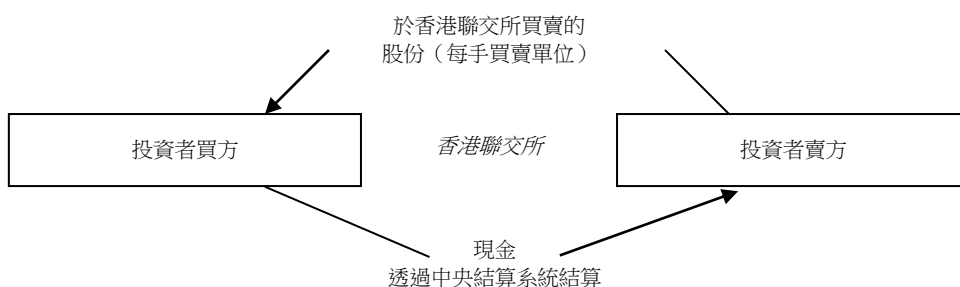 於香港聯交所買賣的
股份（每手買賣單位）
投資者買方
香港聯交所
投資者賣方
現金
透過中央結算系統結算